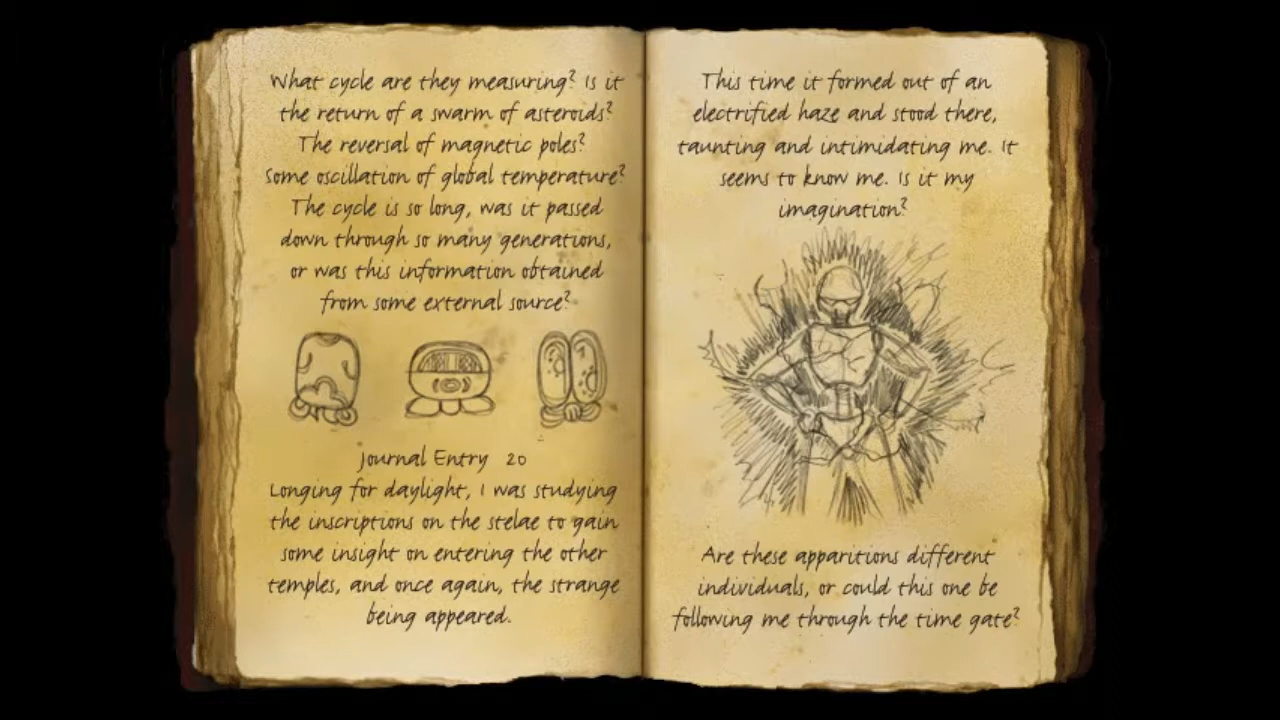 What cycle are they measuring? Is it
the return of a swarm of asteroids?
The reversal of magnetic poles?
Some oscillation of global temperature?
The cycle is so long, was it passed
down through so many generations,
or was this information obtained
from some external source?
Journal Entry 20
Longing for daylight, I was studying
the inscriptions on the stelae to gain
some insight on entering the other
temples, and once again, the strange
being appeared.
This time it formed out of an
electrified haze and stood there,
taunting and intimidating me. It
seems to know me. Is it my
imagination?
Are these apparitions different
individuals, or could this one be
following me through the time gate?